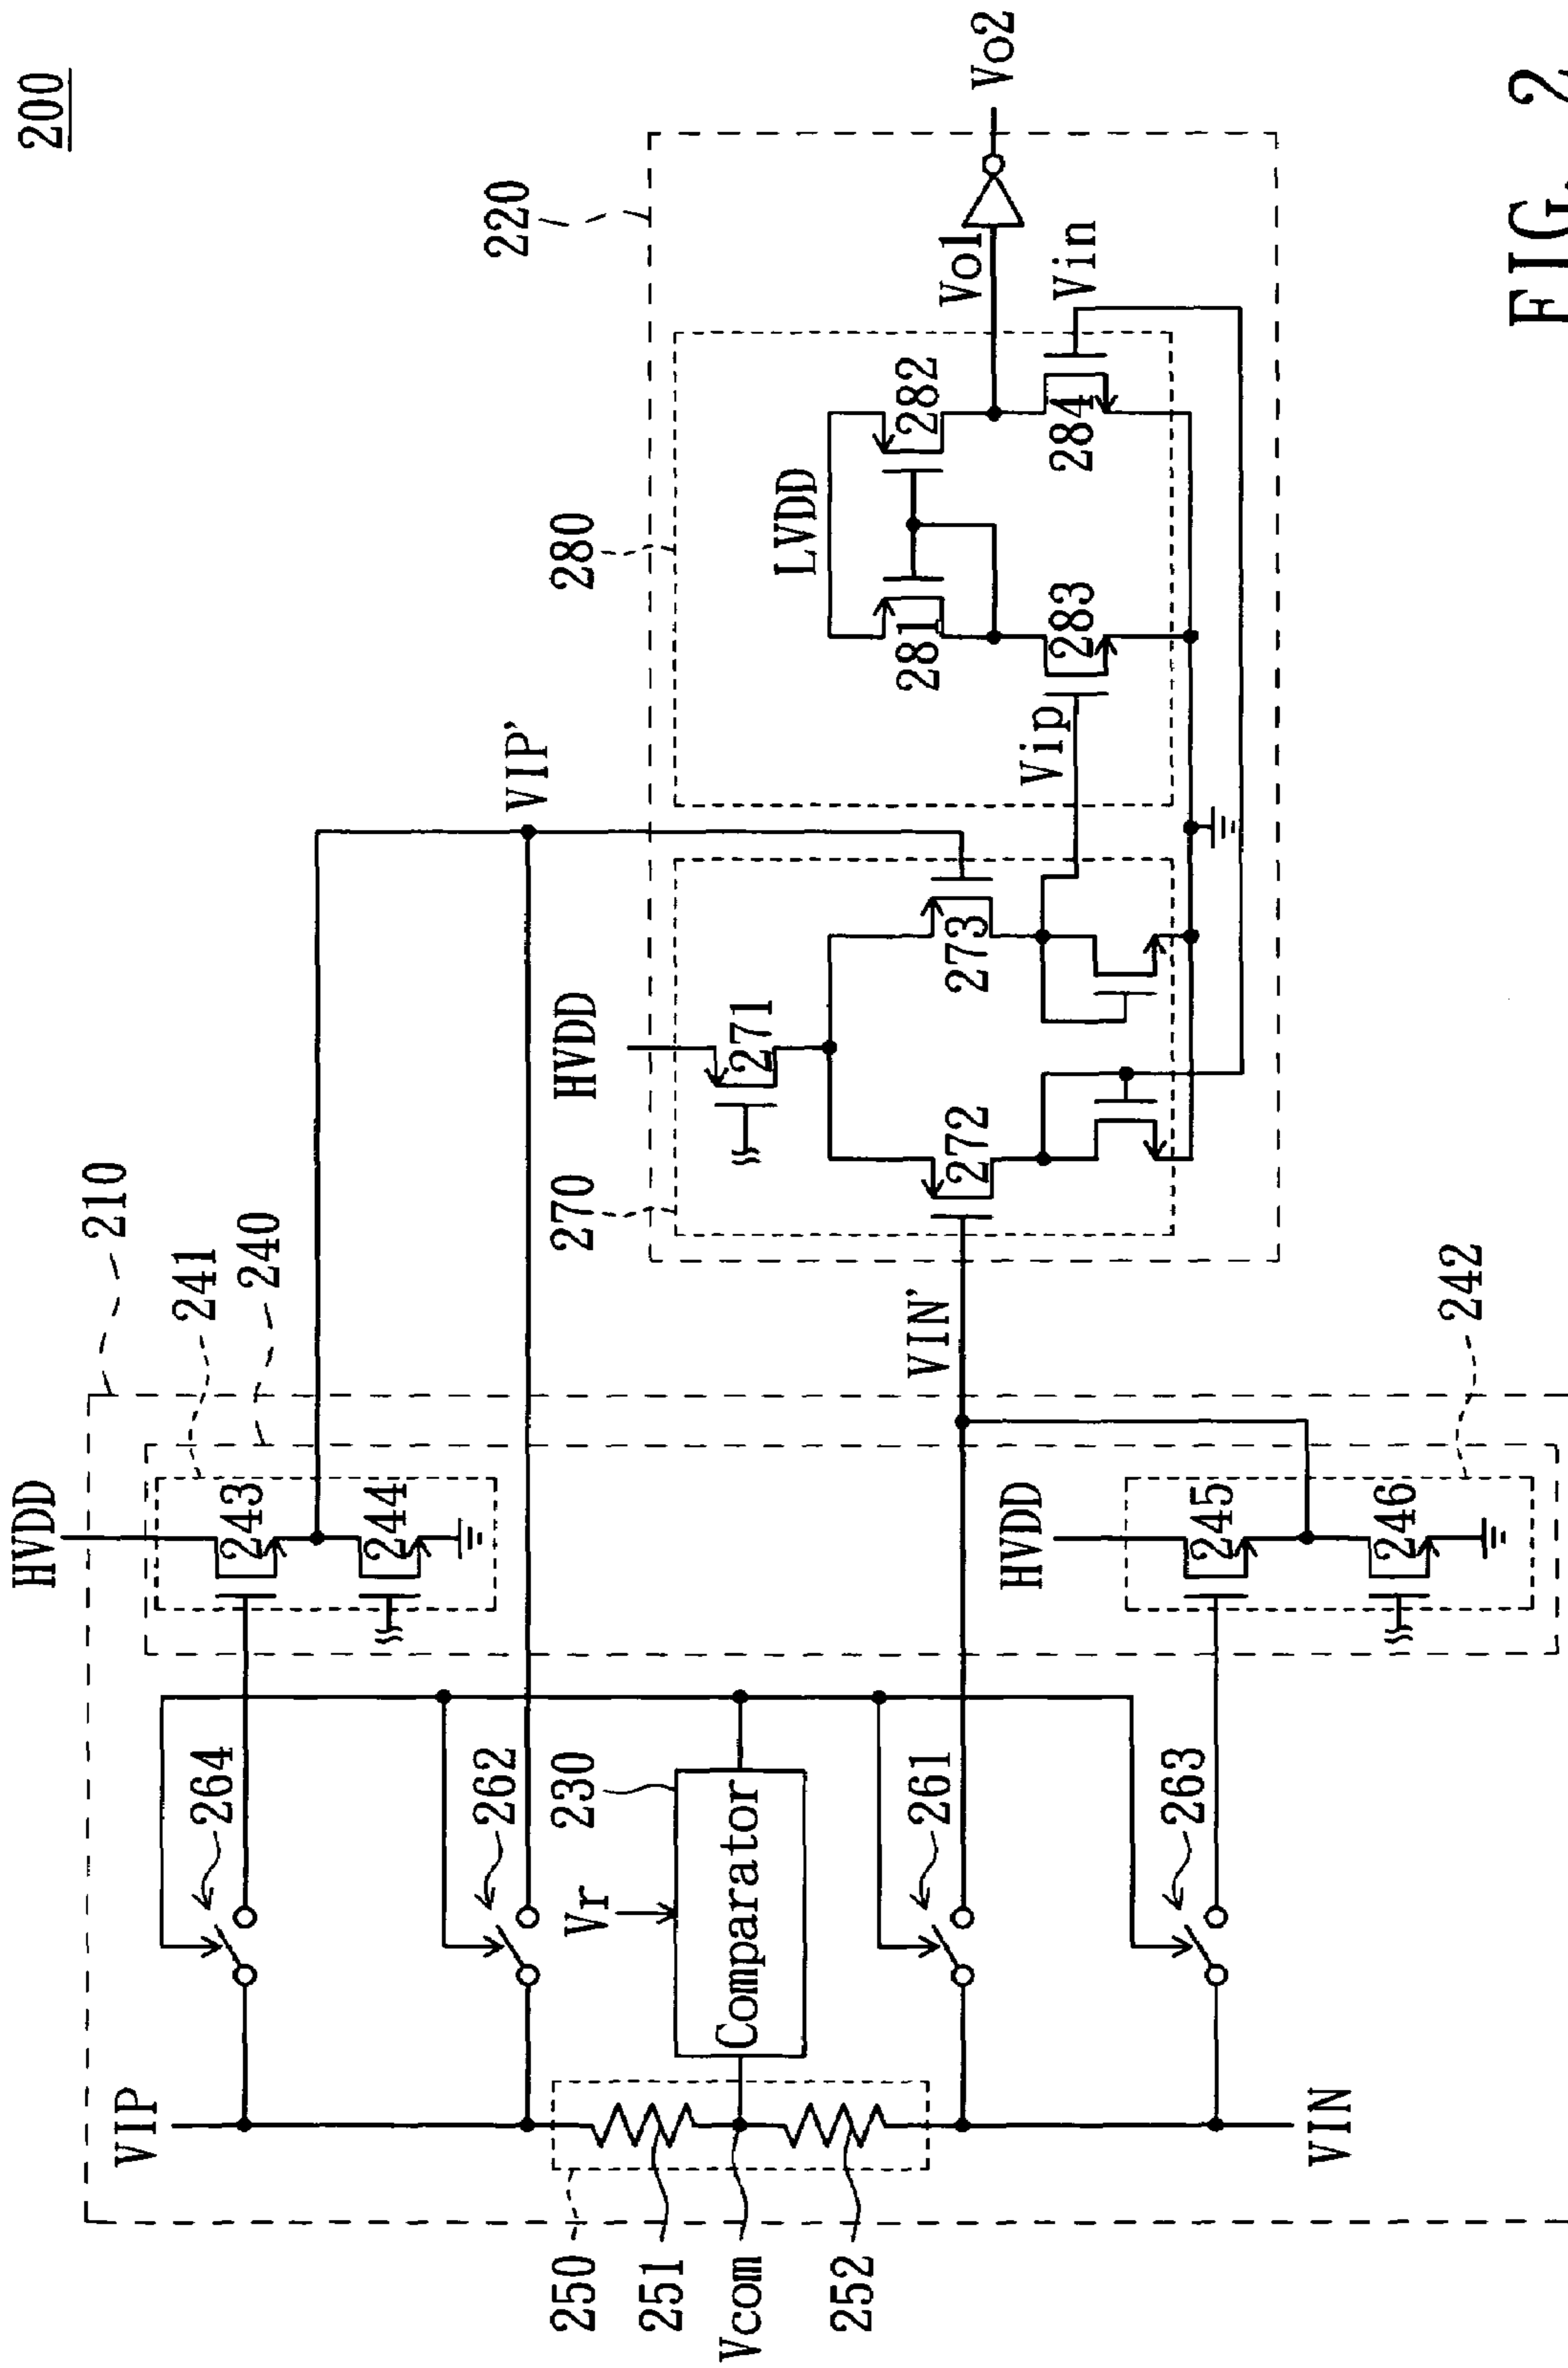 200
210
HVDD
241
240
VIP
264
243
244
262
VIP'
220
250
251
Vcom
252
Vr
230
Comparator
270
HVDD
271
272
273
280
LVDD
281
282
283
284
Vip
Vin
Vo1
Vo2
261
VIN'
263
HVDD
245
246
242
VIN
FIG. 2